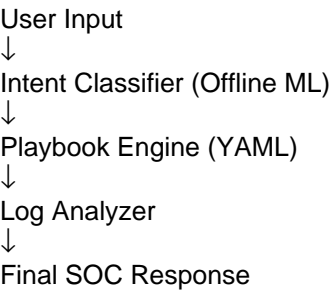 User Input
↓
Intent Classifier (Offline ML)
↓
Playbook Engine (YAML)
↓
Log Analyzer
↓
Final SOC Response